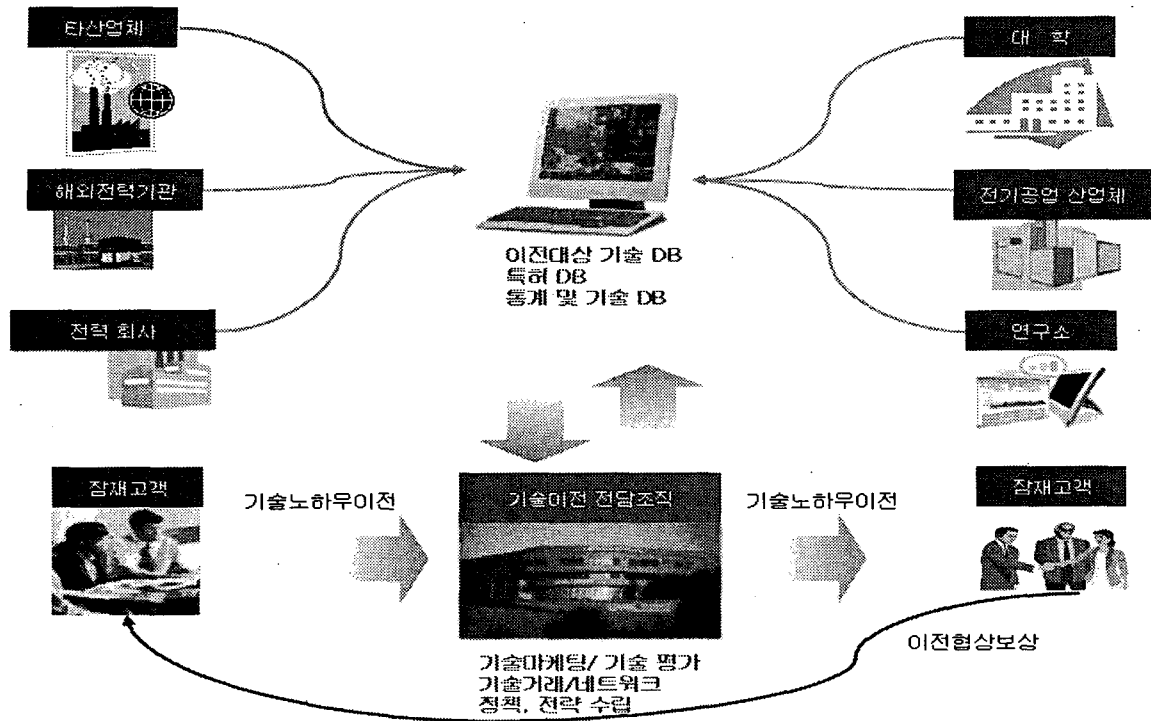 타산업체
대 학
해외전력기관
전기공업 산업체
이전대상 기술 DB
특허 DB
통계 및 기술 DB
전력 회사
연구소
잠재고객
기술노하우이전
기술이전 전담조직
기술노하우이전
잠재고객
이전협상보상
기술마케팅/ 기술 평가
기술거래/네트워크
정책, 전략 수립